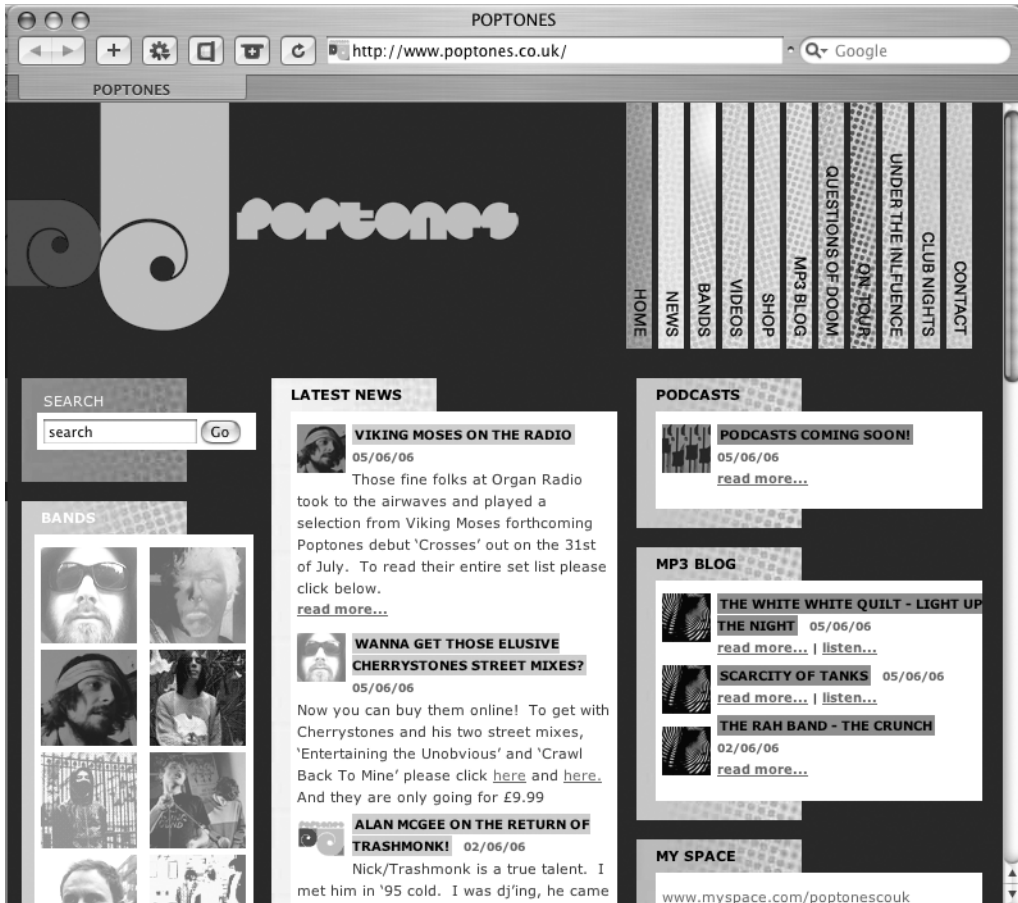 POPTONES
http://www.poptones.co.uk/
Google
POPTONES
poptones
HOME
NEWS
BANDS
VIDEOS
SHOP
MP3 BLOG
QUESTIONS OF DOOM
ON TOUR
UNDER THE INLFUENCE
CLUB NIGHTS
CONTACT
SEARCH
search
Go
BANDS
LATEST NEWS
VIKING MOSES ON THE RADIO
05/06/06
Those fine folks at Organ Radio
took to the airwaves and played a
selection from Viking Moses forthcoming
Poptones debut ‘Crosses’ out on the 31st
of July. To read their entire set list please
click below.
read more...
WANNA GET THOSE ELUSIVE
CHERRYSTONES STREET MIXES?
05/06/06
Now you can buy them online! To get with
Cherrystones and his two street mixes,
‘Entertaining the Unobvious’ and ‘Crawl
Back To Mine’ please click here and here.
And they are only going for £9.99
ALAN MCGEE ON THE RETURN OF
TRASHMONK! 02/06/06
Nick/Trashmonk is a true talent. I
met him in ‘95 cold. I was dj’ing, he came
PODCASTS
PODCASTS COMING SOON!
05/06/06
read more...
MP3 BLOG
THE WHITE WHITE QUILT - LIGHT UP
THE NIGHT 05/06/06
read more... | listen...
SCARCITY OF TANKS 05/06/06
read more... | listen...
THE RAH BAND - THE CRUNCH
02/06/06
read more...
MY SPACE
www.myspace.com/poptonescouk